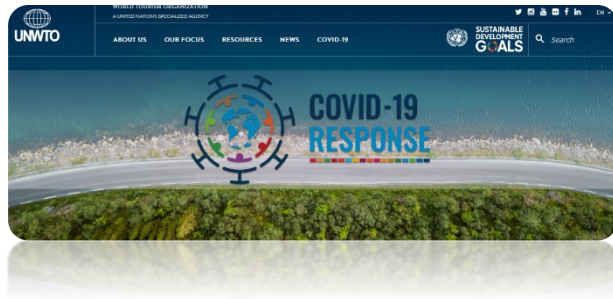 WORLD TOURISM ORGANIZATION
A UNITED NATIONS SPECIALIZED AGENCY
UNWTO
ABOUT US OUR FOCUS RESOURCES NEWS COVID-19
SUSTAINABLE
DEVELOPMENT
GOALS
Search
EN
COVID-19
RESPONSE